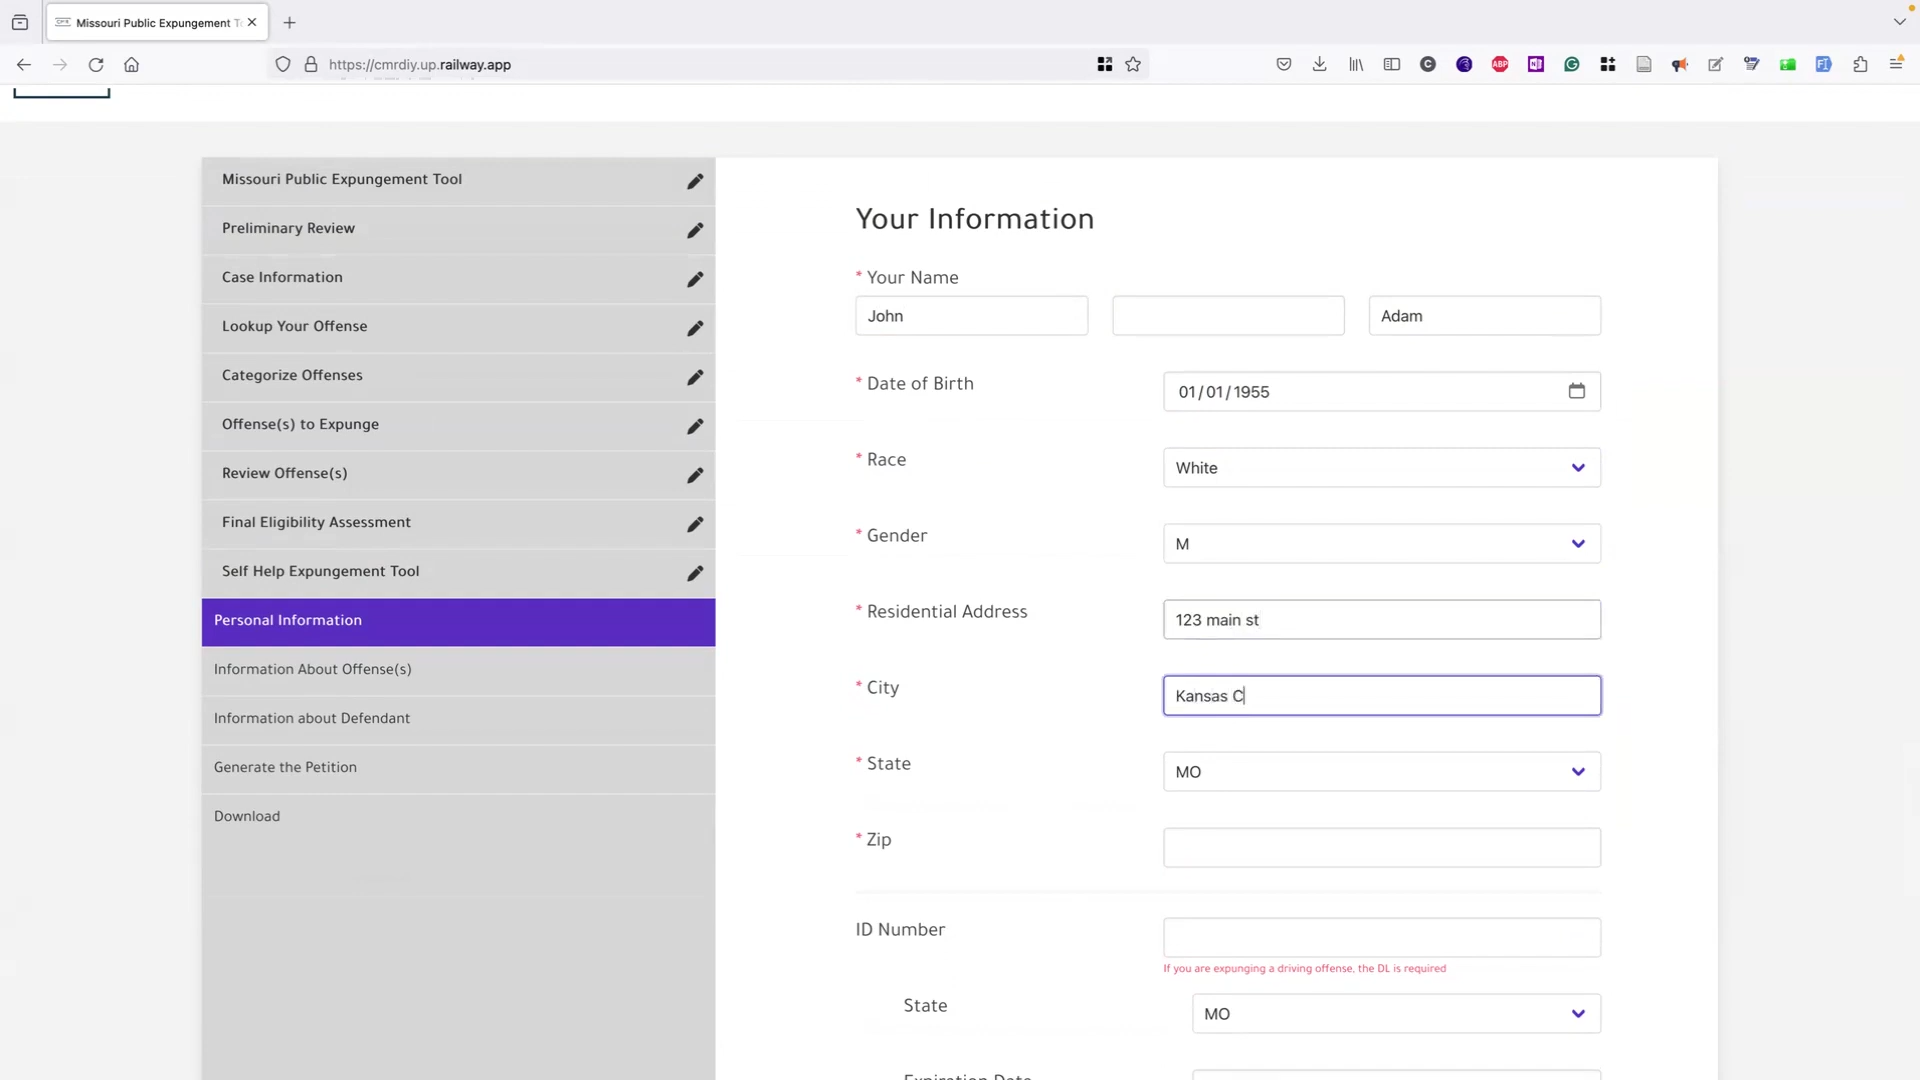 Missouri Public Expungement To
https://cmrdiy.up.railway.app
Missouri Public Expungement Tool
Preliminary Review
Case Information
Lookup Your Offense
Categorize Offenses
Offense(s) to Expunge
Review Offense(s)
Final Eligibility Assessment
Self Help Expungement Tool
Personal Information
Information About Offense(s)
Information about Defendant
Generate the Petition
Download
Your Information
* Your Name
John
Adam
* Date of Birth
01/01/1955
* Race
White
* Gender
M
* Residential Address
123 main st
* City
Kansas C
* State
MO
* Zip
ID Number
If you are expunging a driving offense, the DL is required
State
MO
Expiration Date